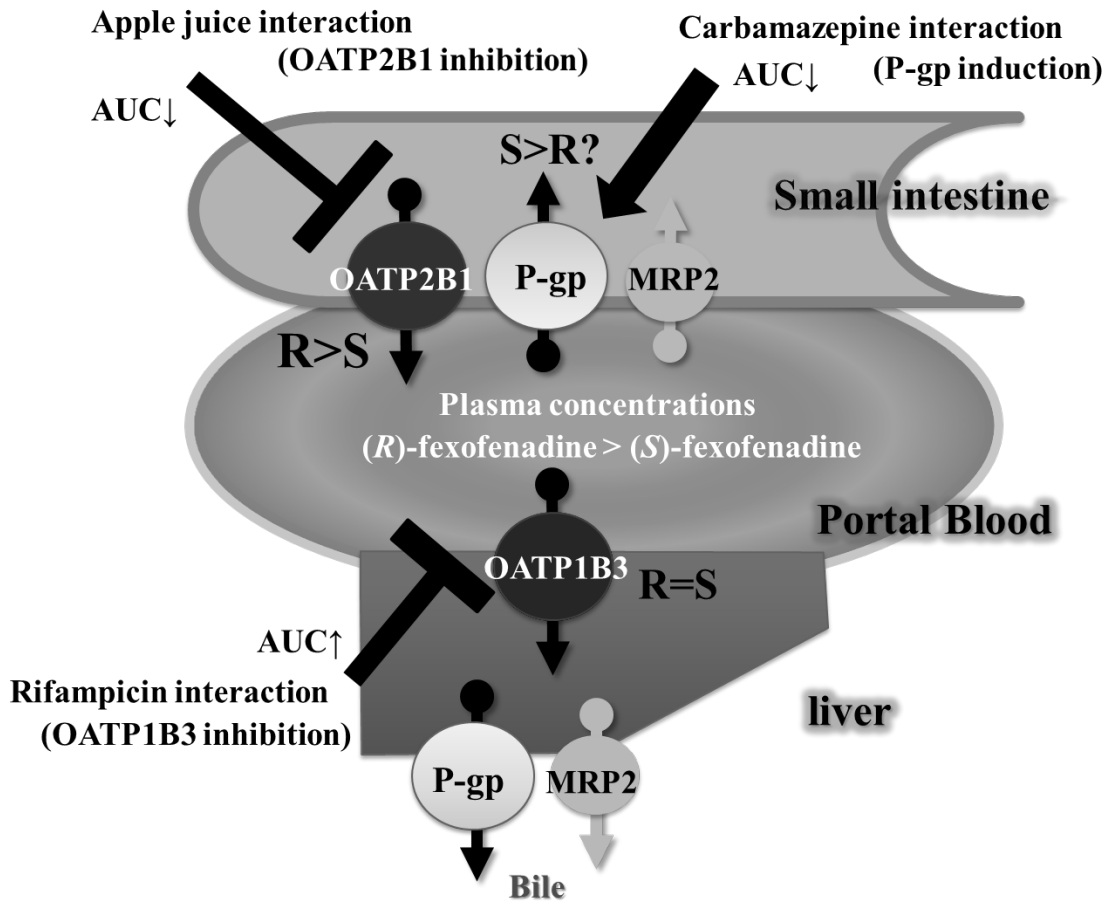 Apple juice interaction
(OATP2B1 inhibition)
AUC↓
Carbamazepine interaction
(P-gp induction)
AUC↓
S>R?
Small intestine
OATP2B1
P-gp
MRP2
R>S
Plasma concentrations
(R)-fexofenadine > (S)-fexofenadine
Portal Blood
OATP1B3
R=S
AUC↑
Rifampicin interaction
(OATP1B3 inhibition)
liver
P-gp
MRP2
Bile